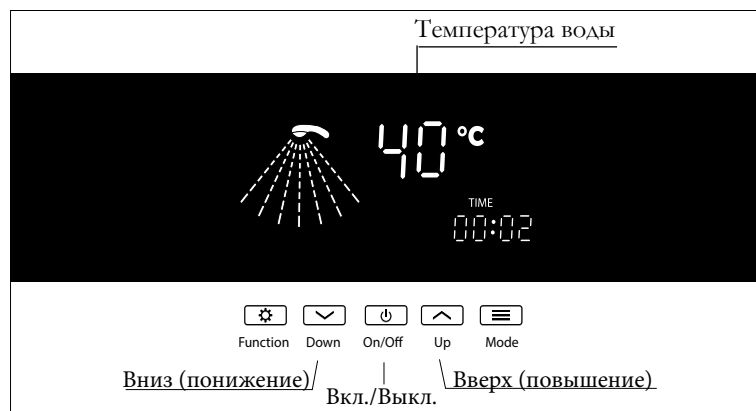 Температура воды
40 °C
TIME
00:02
Function Down On/Off Up Mode
Вниз (понижение) Вверх (повышение)
Вкл./Выкл.